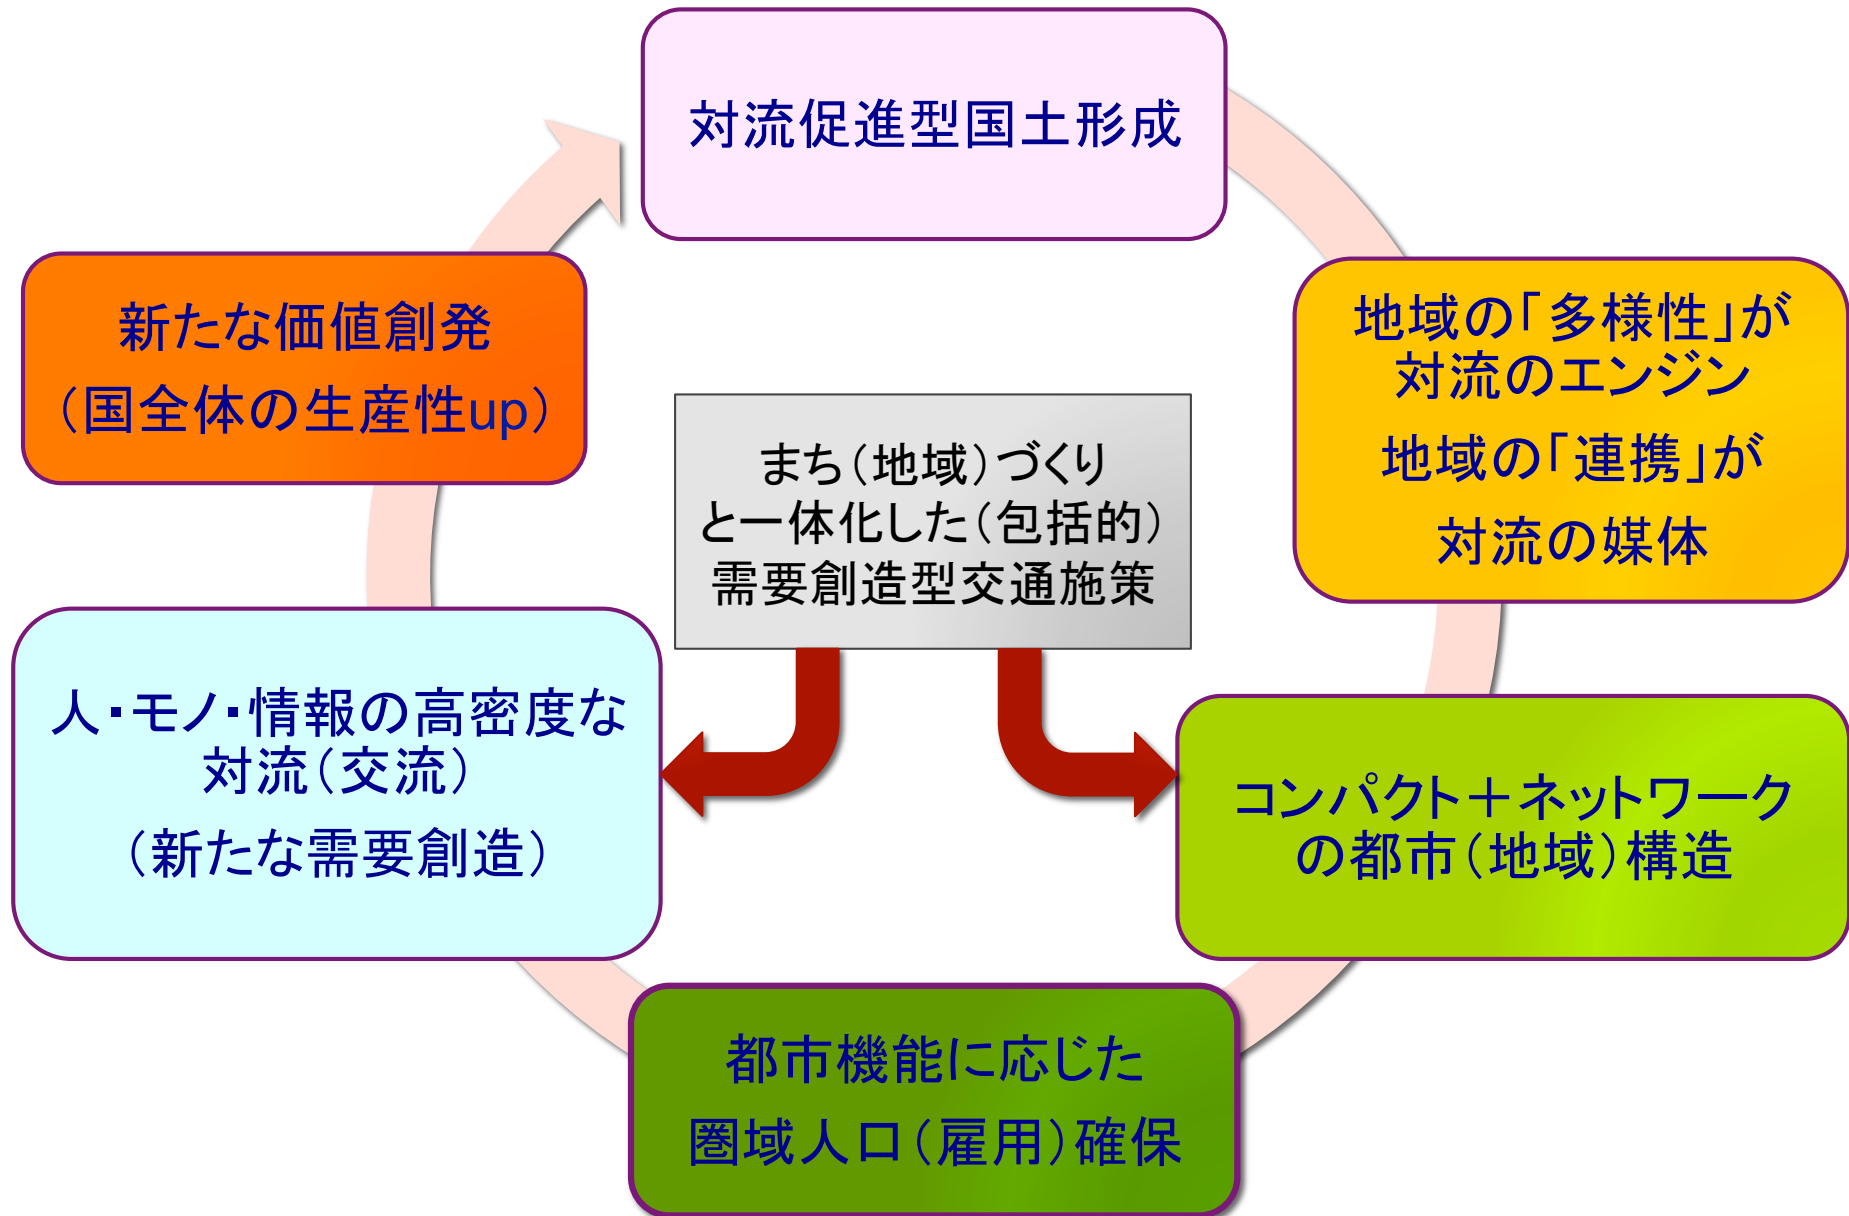 対流促進型国土形成
地域の「多様性」が
対流のエンジン
地域の「連携」が
対流の媒体
コンパクト＋ネットワーク
の都市（地域）構造
都市機能に応じた
圏域人口（雇用）確保
人・モノ・情報の高密度な
対流（交流）
（新たな需要創造）
新たな価値創発
（国全体の生産性up）
まち（地域）づくり
と一体化した（包括的）
需要創造型交通施策